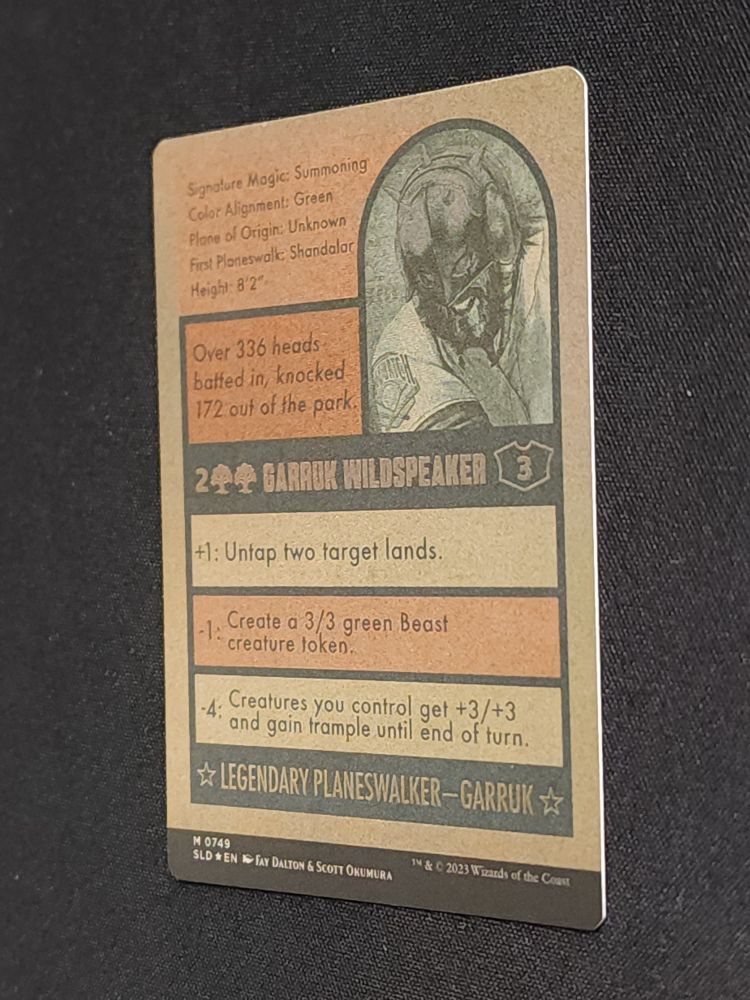 Signature Magic: Summoning
Color Alignment: Green
Plane of Origin: Unknown
First Planeswalk: Shandalar
Height: 8'2"
Over 336 heads
batted in, knocked
172 out of the park.
2 GARRUK WILDSPEAKER 3
+1: Untap two target lands.
-1: Create a 3/3 green Beast
creature token.
-4: Creatures you control get +3/+3
and gain trample until end of turn.
☆ LEGENDARY PLANESWALKER—GARRUK ☆
M 0749
SLD ★ EN FAY DALTON & SCOTT OKUMURA
™ & © 2023 Wizards of the Coast